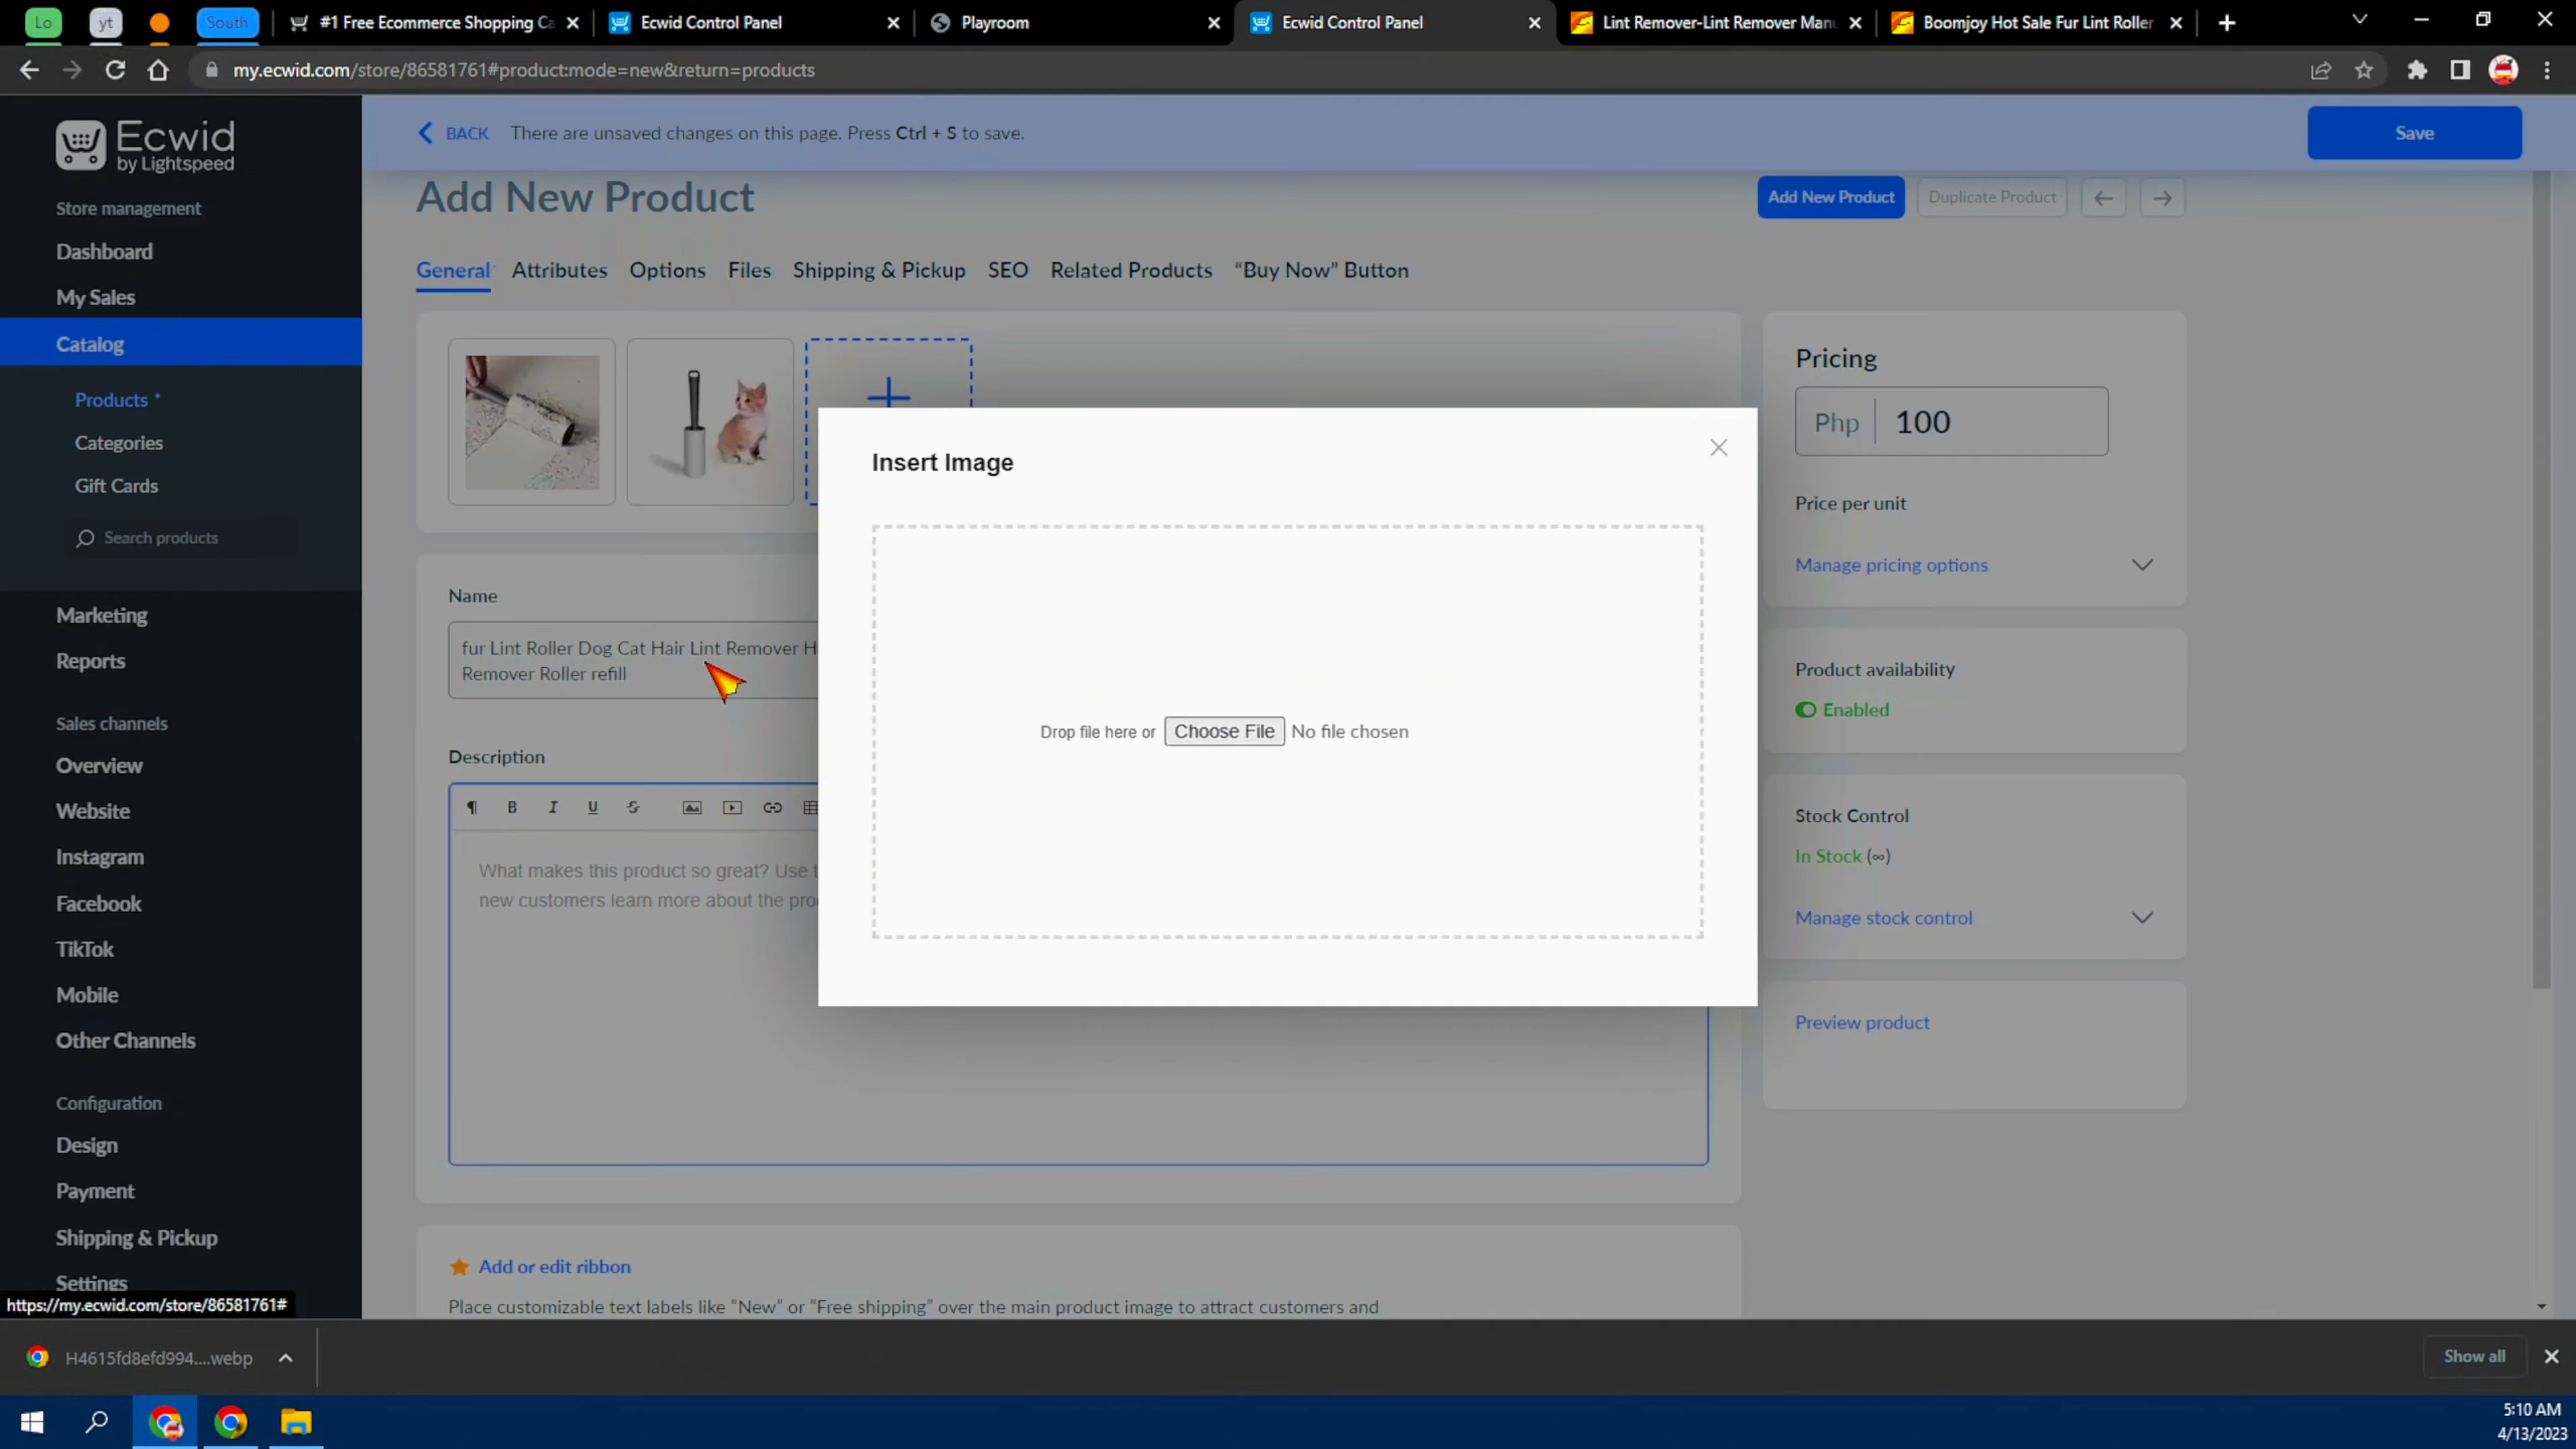 Lo
yt
South
#1 Free Ecommerce Shopping Ca
Ecwid Control Panel
Playroom
Ecwid Control Panel
Lint Remover-Lint Remover Manu
Boomjoy Hot Sale Fur Lint Roller
my.ecwid.com/store/86581761#product:mode=new&return=products
Ecwid
by Lightspeed
BACK
There are unsaved changes on this page. Press Ctrl + S to save.
Save
Store management
Dashboard
My Sales
Catalog
Products *
Categories
Gift Cards
Search products
Marketing
Reports
Sales channels
Overview
Website
Instagram
Facebook
TikTok
Mobile
Other Channels
Configuration
Design
Payment
Shipping & Pickup
Settings
https://my.ecwid.com/store/86581761#
Add New Product
Add New Product
Duplicate Product
General
Attributes
Options
Files
Shipping & Pickup
SEO
Related Products
“Buy Now” Button
Name
fur Lint Roller Dog Cat Hair Lint Remover H
Remover Roller refill
Description
B
I
U
S
What makes this product so great? Use t
new customers learn more about the pro
Insert Image
Drop file here or
Choose File
No file chosen
Pricing
Php
100
Price per unit
Manage pricing options
Product availability
Enabled
Stock Control
In Stock (∞)
Manage stock control
Preview product
Add or edit ribbon
Place customizable text labels like “New” or “Free shipping” over the main product image to attract customers and
H4615fd8efd994....webp
Show all
5:10 AM
4/13/2023